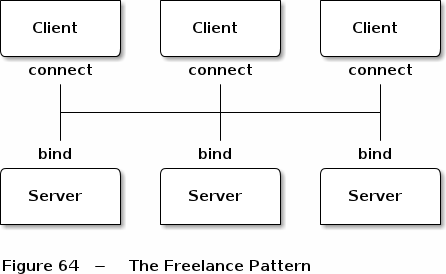 Client Client Client
connect connect connect
bind bind bind
Server Server Server
Figure 64 − The Freelance Pattern